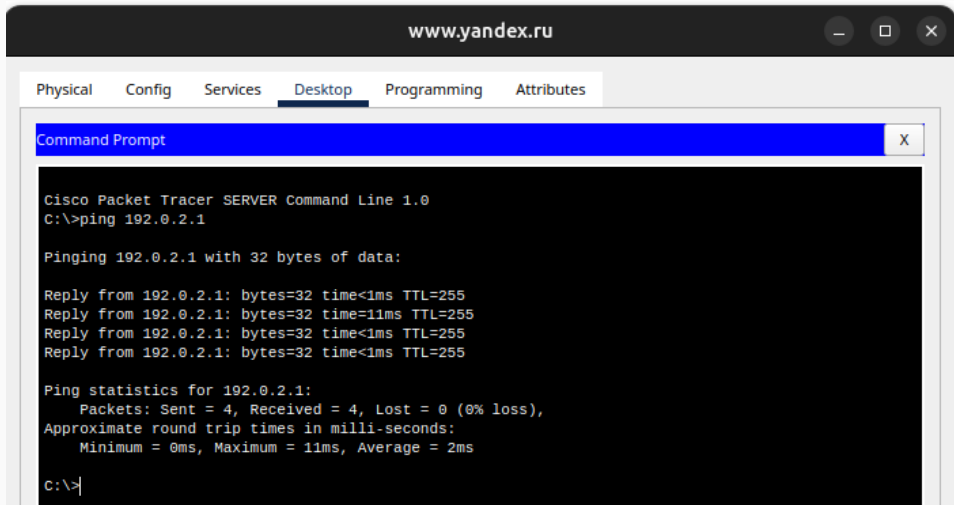 www.yandex.ru
Physical Config Services Desktop Programming Attributes
Command Prompt X
Cisco Packet Tracer SERVER Command Line 1.0
C:\>ping 192.0.2.1
Pinging 192.0.2.1 with 32 bytes of data:
Reply from 192.0.2.1: bytes=32 time<1ms TTL=255
Reply from 192.0.2.1: bytes=32 time=11ms TTL=255
Reply from 192.0.2.1: bytes=32 time<1ms TTL=255
Reply from 192.0.2.1: bytes=32 time<1ms TTL=255
Ping statistics for 192.0.2.1:
Packets: Sent = 4, Received = 4, Lost = 0 (0% loss),
Approximate round trip times in milli-seconds:
Minimum = 0ms, Maximum = 11ms, Average = 2ms
C:\>